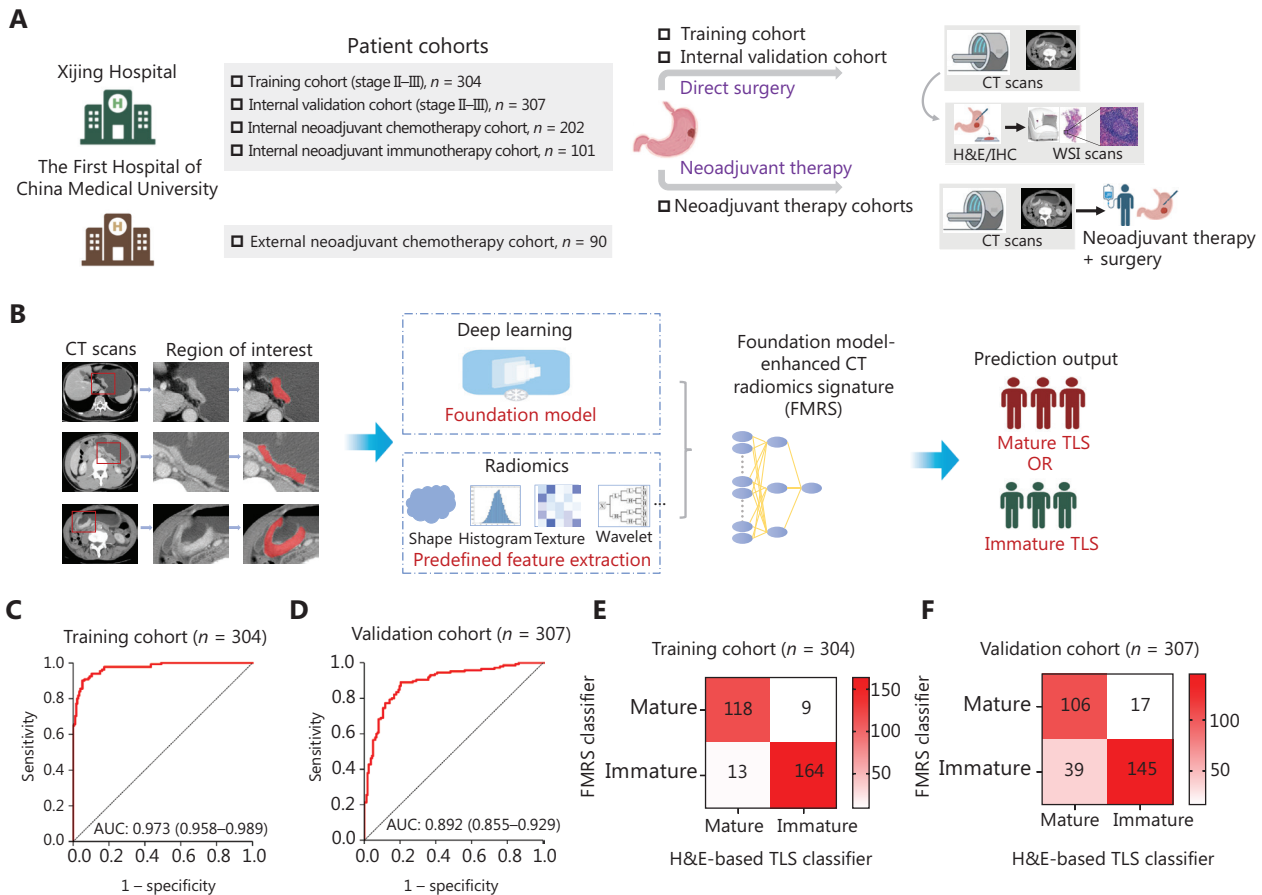 A
Patient cohorts
Xijing Hospital
H
The First Hospital of
China Medical University
H
Training cohort (stage II–III), n = 304
Internal validation cohort (stage II–III), n = 307
Internal neoadjuvant chemotherapy cohort, n = 202
Internal neoadjuvant immunotherapy cohort, n = 101
External neoadjuvant chemotherapy cohort, n = 90
Training cohort
Internal validation cohort
Direct surgery
Neoadjuvant therapy
Neoadjuvant therapy cohorts
CT scans
H&E/IHC
WSI scans
CT scans
Neoadjuvant therapy
+ surgery
B
CT scans
Region of interest
Deep learning
Foundation model
Radiomics
Shape
Histogram
Texture
Wavelet
...
Predefined feature extraction
Foundation model-
enhanced CT
radiomics signature
(FMRS)
Prediction output
Mature TLS
OR
Immature TLS
C
Training cohort (n = 304)
Sensitivity
1.0
0.8
0.6
0.4
0.2
0.0
AUC: 0.973 (0.958–0.989)
0.0 0.2 0.4 0.6 0.8 1.0
1 – specificity
D
Validation cohort (n = 307)
Sensitivity
1.0
0.8
0.6
0.4
0.2
0.0
AUC: 0.892 (0.855–0.929)
0.0 0.2 0.4 0.6 0.8 1.0
1 – specificity
E
Training cohort (n = 304)
FMRS classifier
Mature
118 9
Immature
13 164
150
100
50
Mature Immature
H&E-based TLS classifier
F
Validation cohort (n = 307)
FMRS classifier
Mature
106 17
Immature
39 145
100
50
Mature Immature
H&E-based TLS classifier